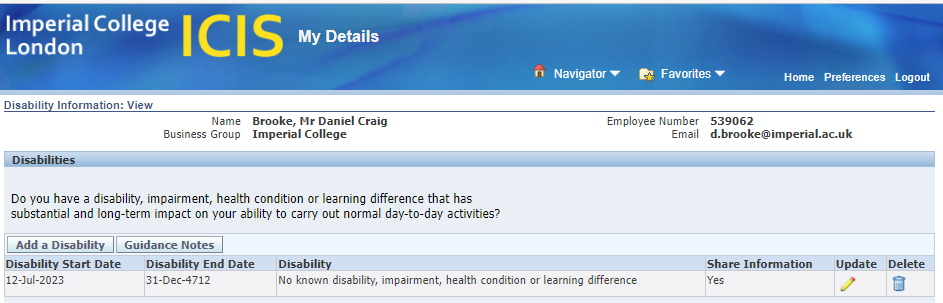 Imperial College
London
ICIS
My Details
Navigator
Favorites
Home Preferences Logout
Disability Information: View
Name Brooke, Mr Daniel Craig Employee Number 539062
Business Group Imperial College Email d.brooke@imperial.ac.uk
Disabilities
Do you have a disability, impairment, health condition or learning difference that has
substantial and long-term impact on your ability to carry out normal day-to-day activities?
Add a Disability Guidance Notes
Disability Start Date Disability End Date Disability Share Information Update Delete
12-Jul-2023 31-Dec-4712 No known disability, impairment, health condition or learning difference Yes